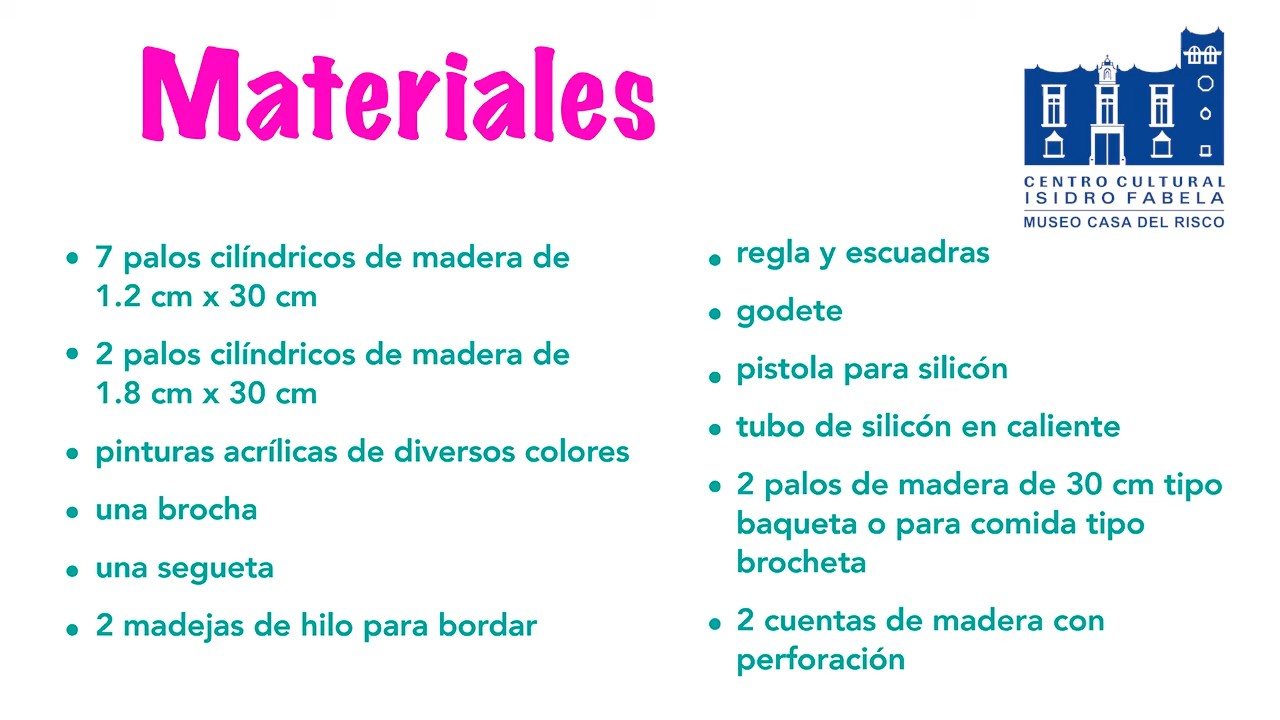 Materiales
CENTRO CULTURAL
ISIDRO FABELA
MUSEO CASA DEL RISCO
• 7 palos cilíndricos de madera de
1.2 cm x 30 cm
• 2 palos cilíndricos de madera de
1.8 cm x 30 cm
• pinturas acrílicas de diversos colores
• una brocha
• una segueta
• 2 madejas de hilo para bordar
• regla y escuadras
• godete
• pistola para silicón
• tubo de silicón en caliente
• 2 palos de madera de 30 cm tipo
baqueta o para comida tipo
brocheta
• 2 cuentas de madera con
perforación